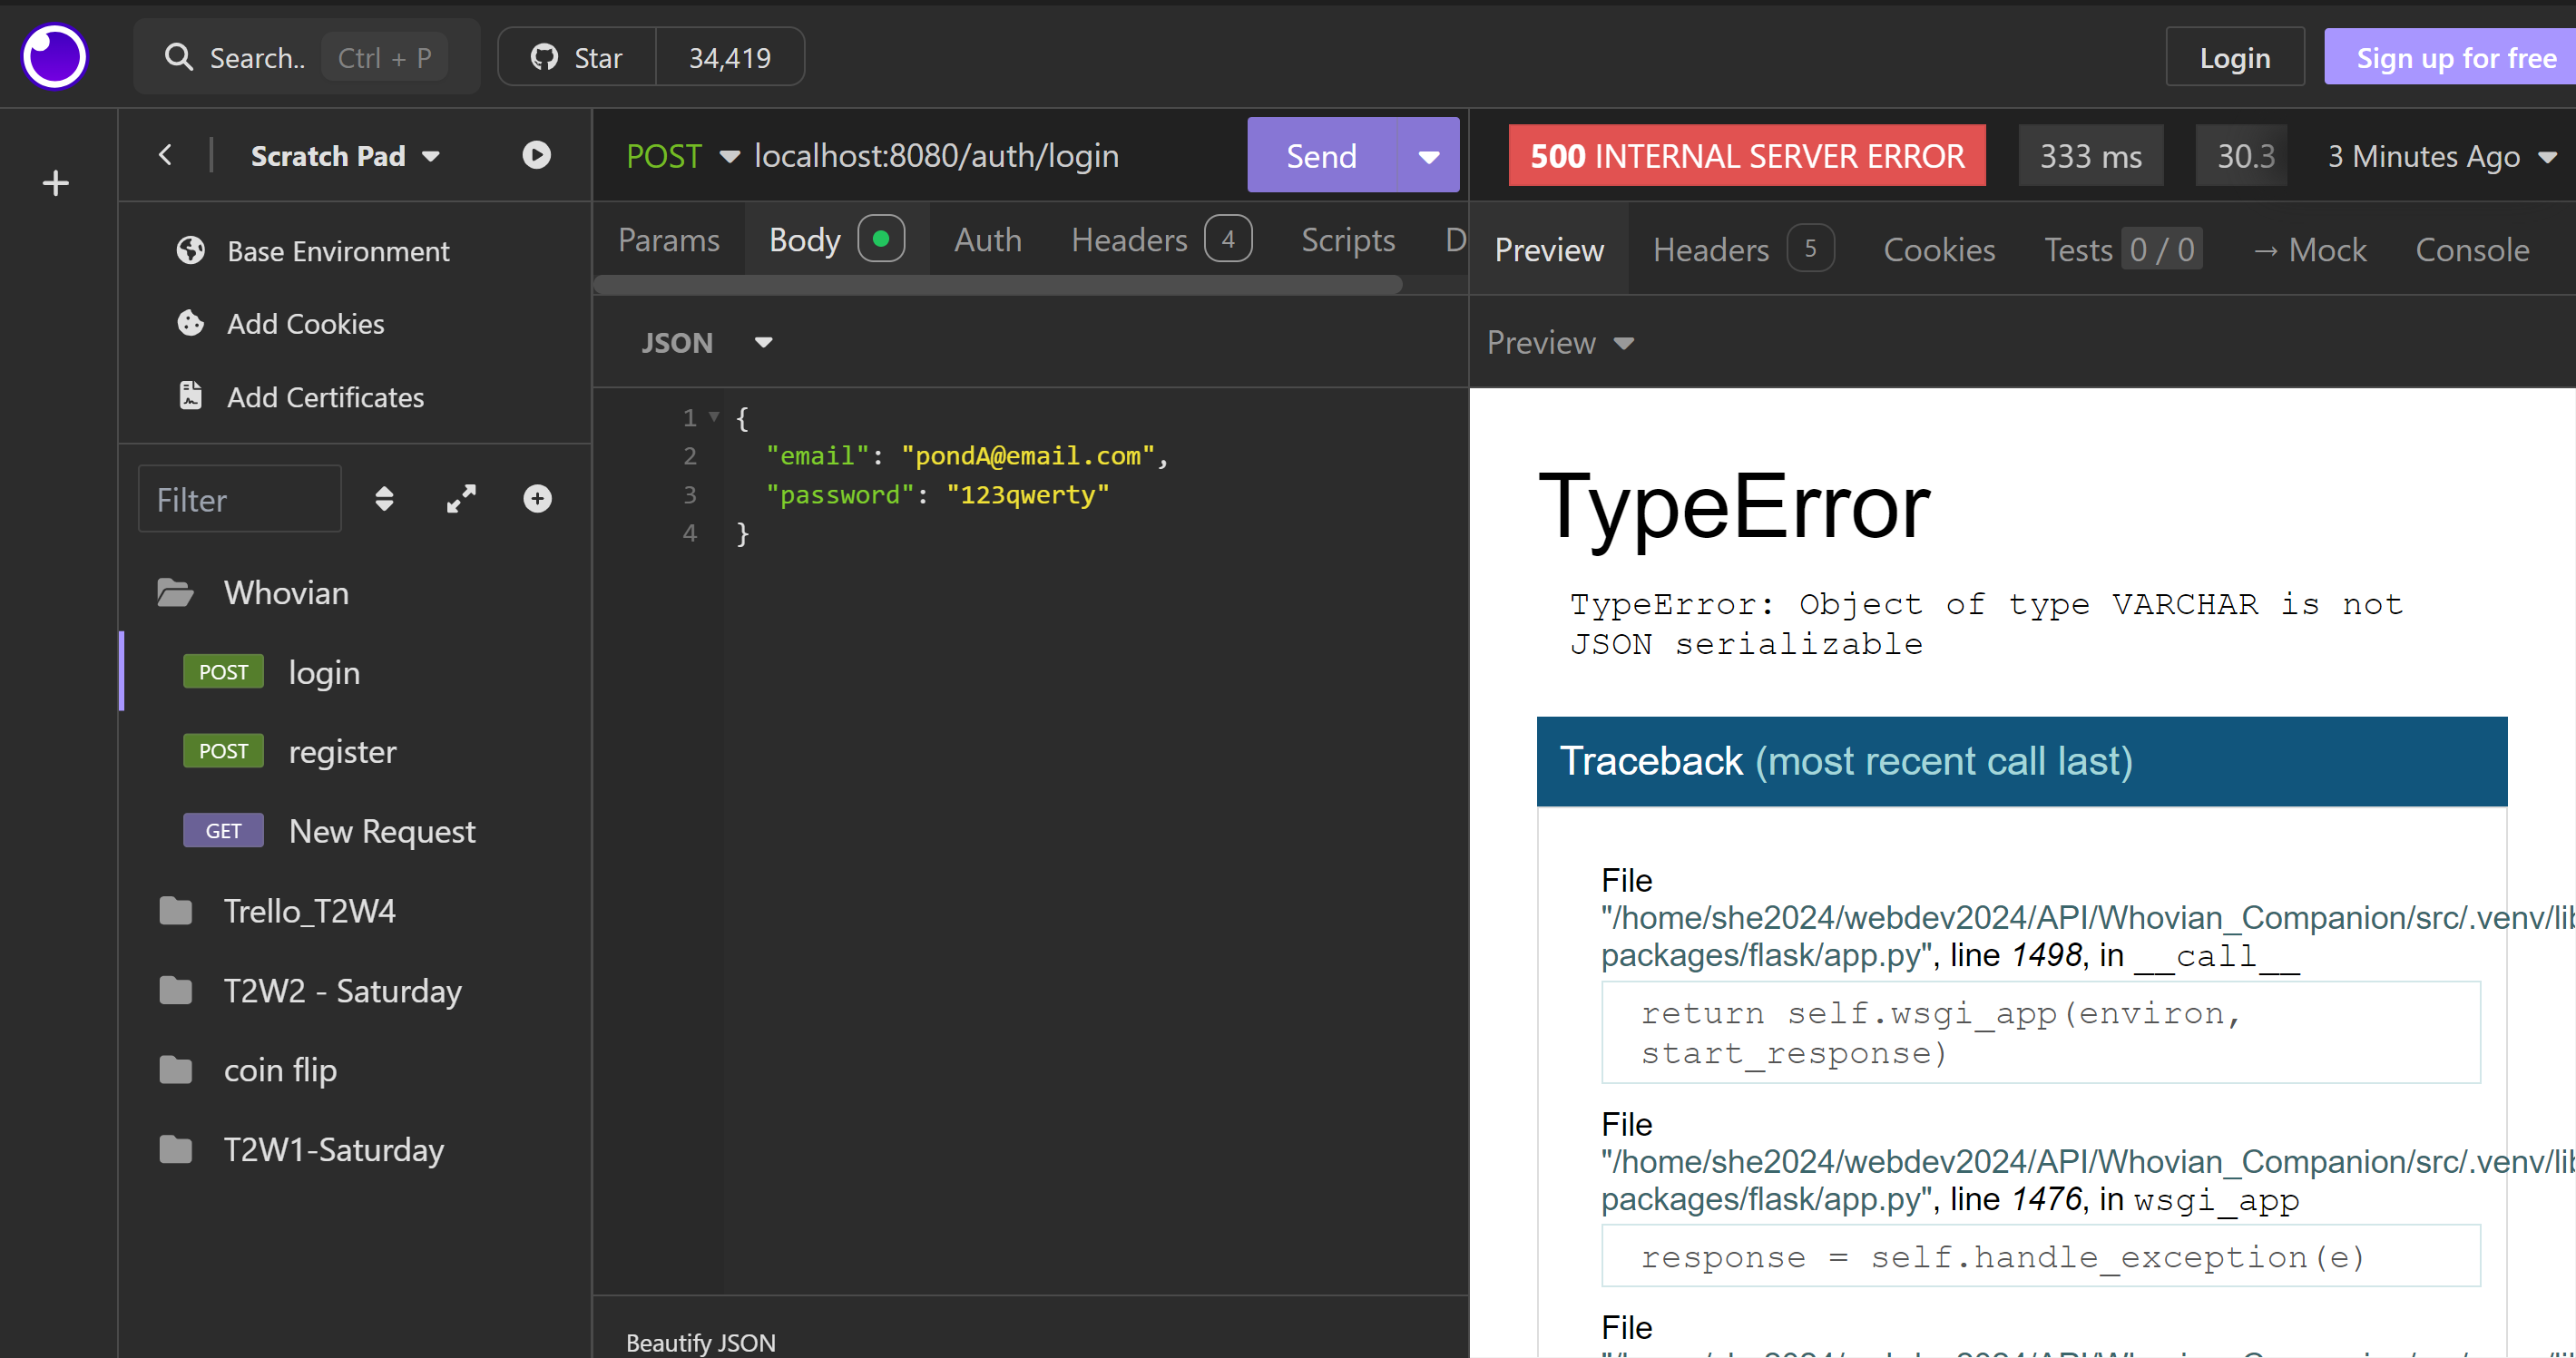 Search.. Ctrl + P
Star 34,419
Login
Sign up for free
Scratch Pad
Base Environment
Add Cookies
Add Certificates
Filter
Whovian
POST login
POST register
GET New Request
Trello_T2W4
T2W2 - Saturday
coin flip
T2W1-Saturday
POST localhost:8080/auth/login
Send
Params Body Auth Headers 4 Scripts D
JSON
1 {
2 "email": "pondA@email.com",
3 "password": "123qwerty"
4 }
Beautify JSON
500 INTERNAL SERVER ERROR 333 ms 30.3 3 Minutes Ago
Preview Headers 5 Cookies Tests 0 / 0 → Mock Console
Preview
TypeError
TypeError: Object of type VARCHAR is not
JSON serializable
Traceback (most recent call last)
File
"/home/she2024/webdev2024/API/Whovian_Companion/src/.venv/lib
packages/flask/app.py", line 1498, in __call__
return self.wsgi_app(environ,
start_response)
File
"/home/she2024/webdev2024/API/Whovian_Companion/src/.venv/lib
packages/flask/app.py", line 1476, in wsgi_app
response = self.handle_exception(e)
File